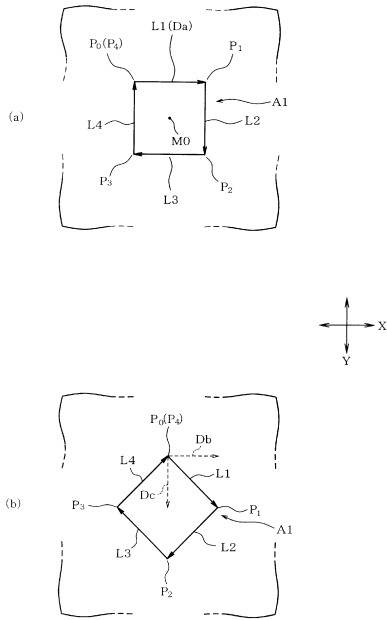 L1(Da)
P₀(P₄)
P₁
(a)
L4
A1
L2
M0
P₃
P₂
L3
X
Y
P₀(P₄)
Db
L4
L1
Dc
(b)
P₃
P₁
A1
L3
L2
P₂